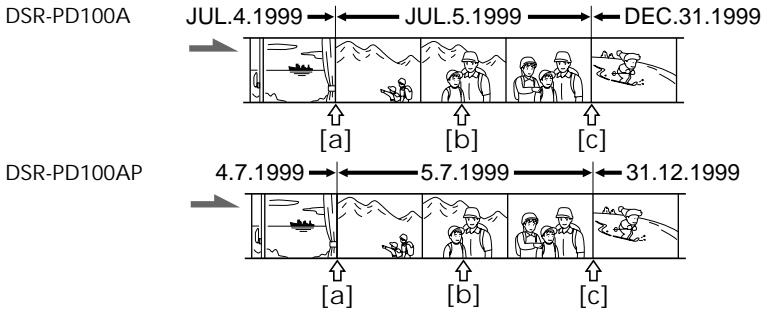 DSR-PD100A JUL.4.1999 JUL.5.1999 DEC.31.1999
[a] [b] [c]
DSR-PD100AP 4.7.1999 5.7.1999 31.12.1999
[a] [b] [c]